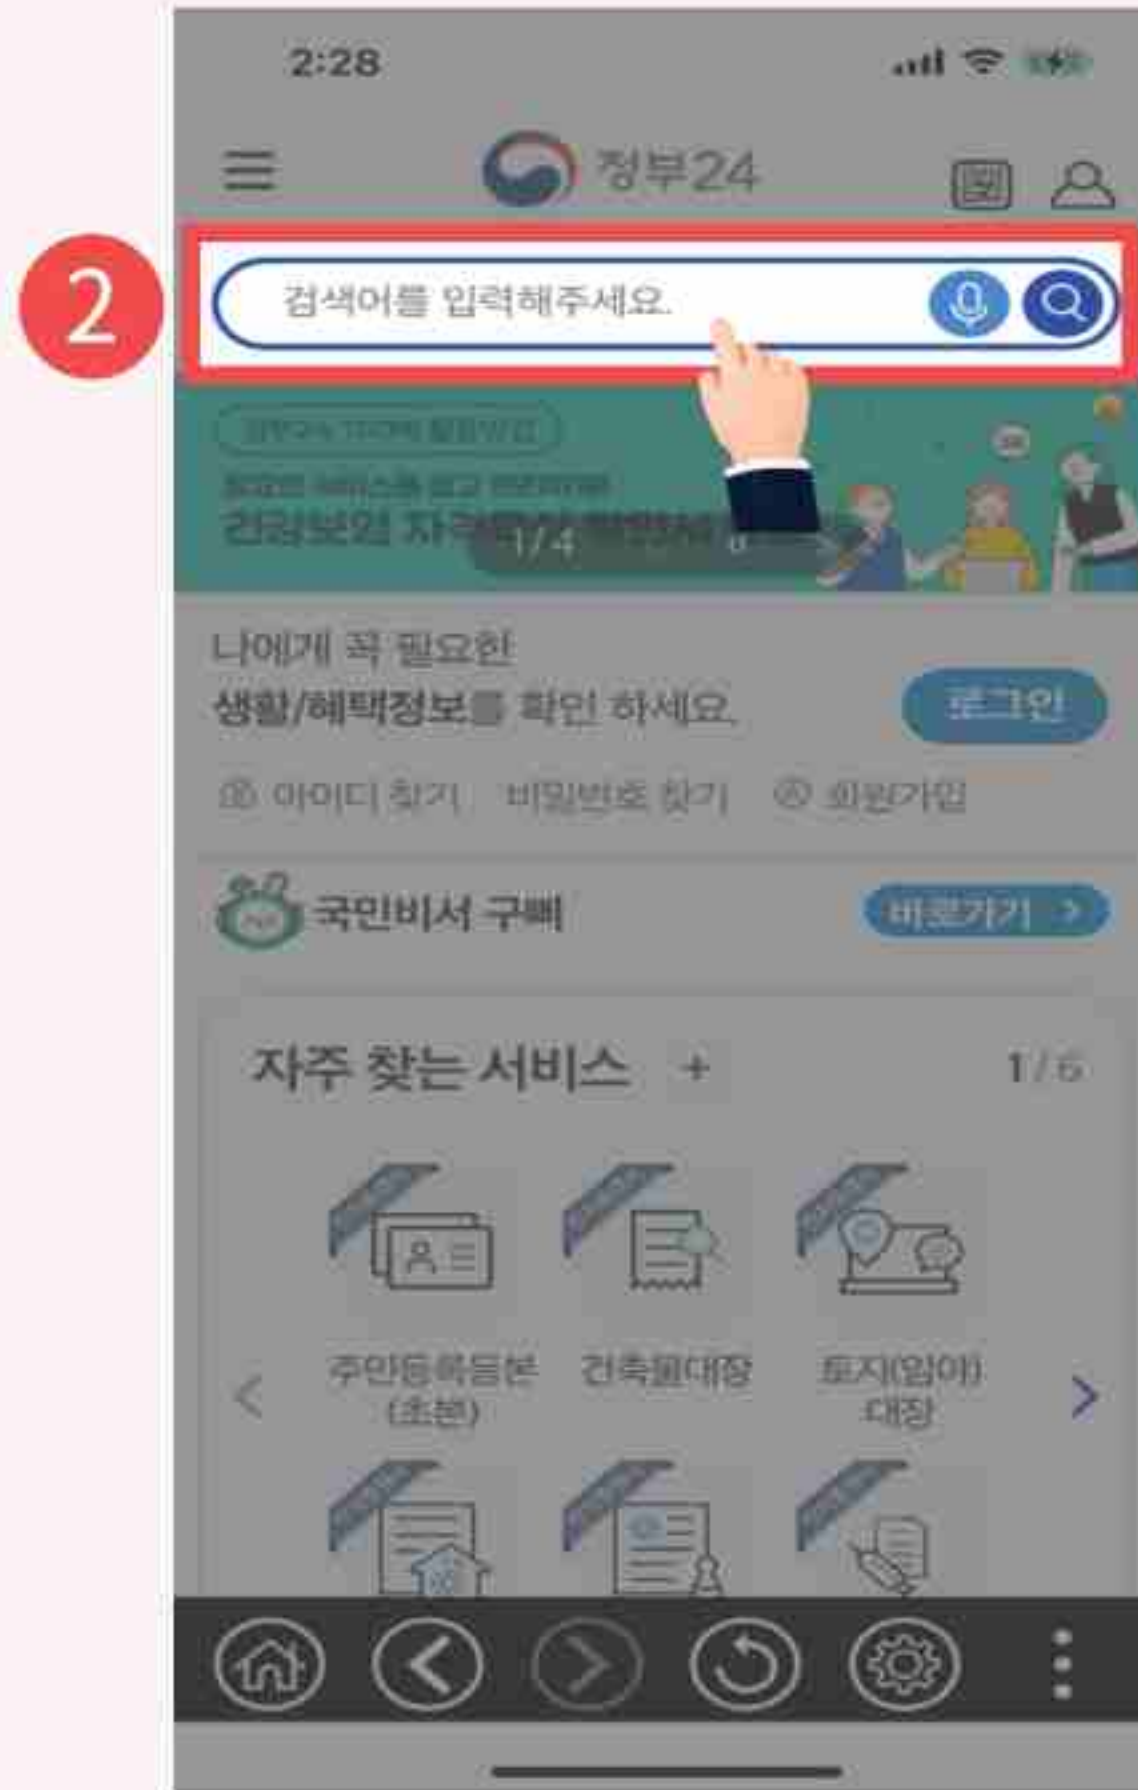 2:28
정부24
2
검색어를 입력해주세요.
건강보험
1/4
나에게 꼭 필요한
생활/혜택정보를 확인 하세요.
로그인
아이디 찾기 비밀번호 찾기 회원가입
국민비서 구삐
바로가기 >
자주 찾는 서비스 + 1/6
주민등록등본 건축물대장 토지(임야)
(초본) 대장